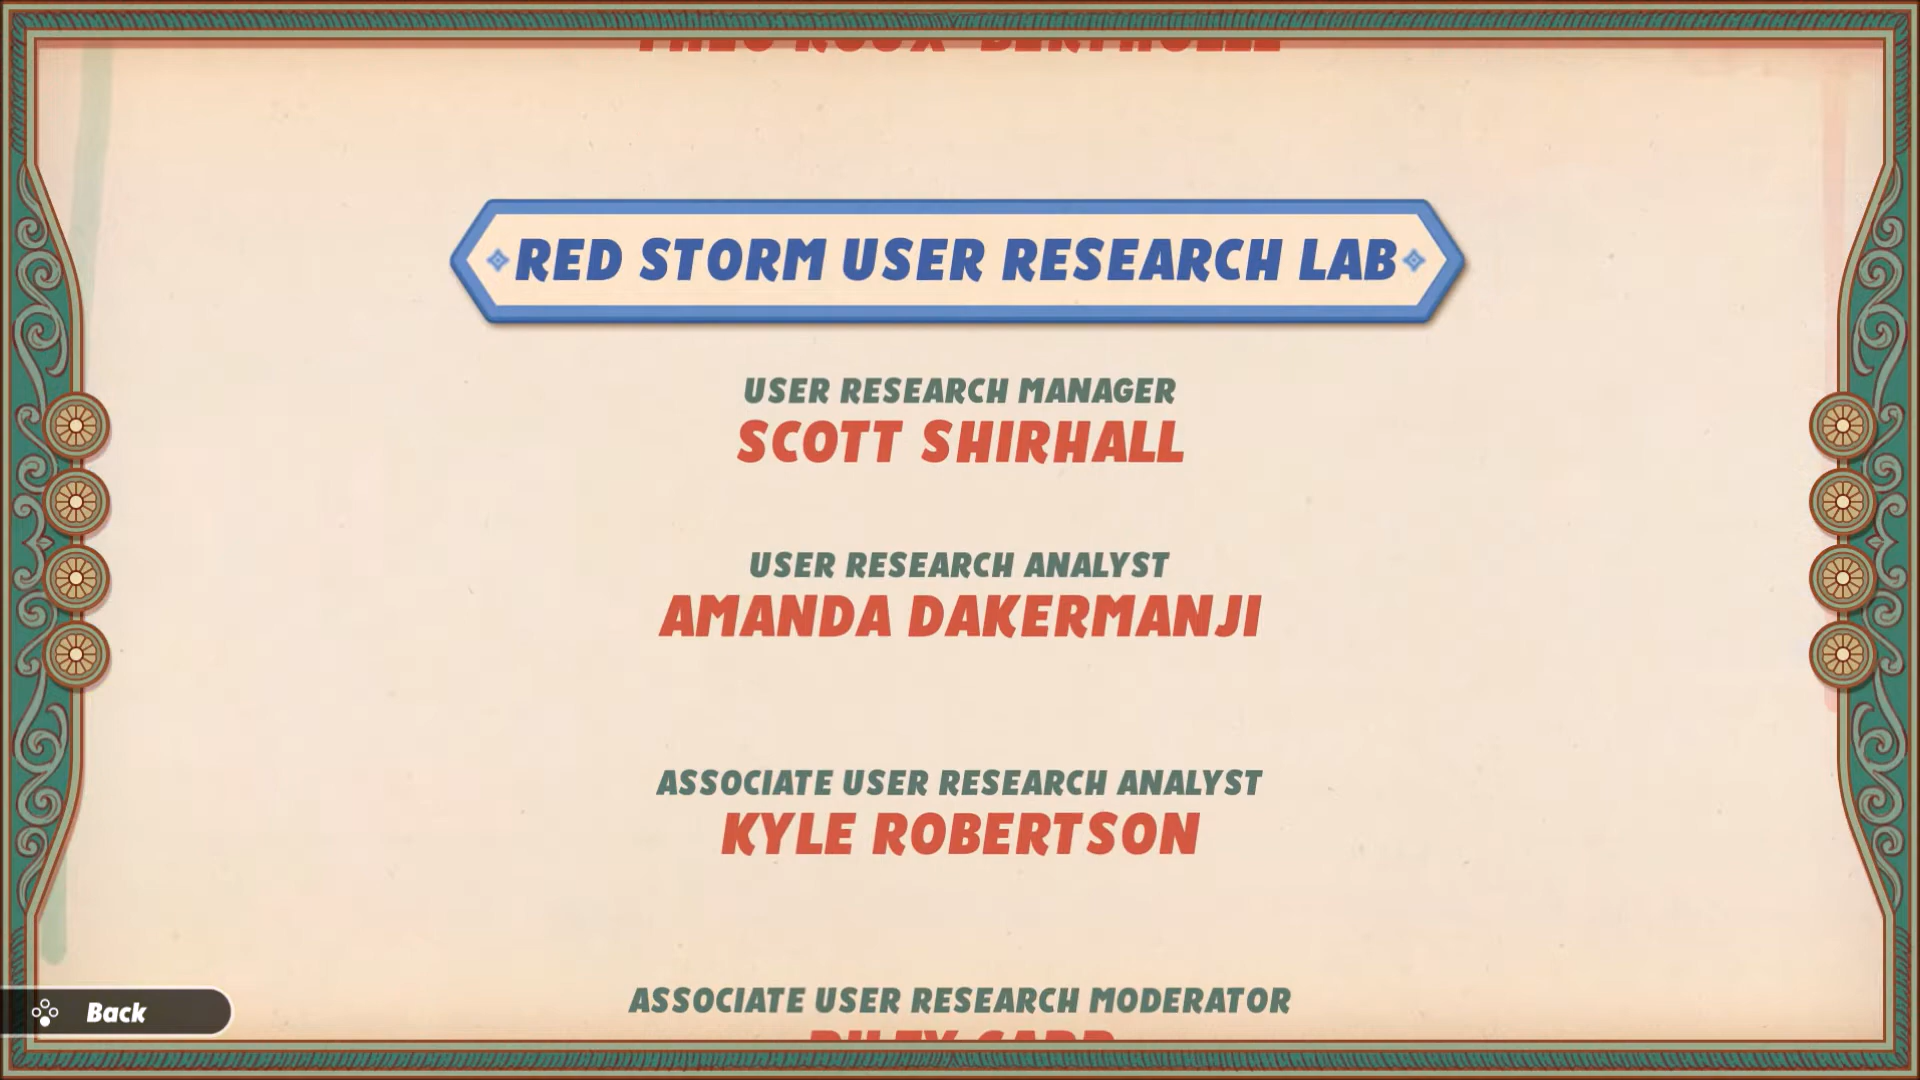 RED STORM USER RESEARCH LAB
USER RESEARCH MANAGER
SCOTT SHIRHALL
USER RESEARCH ANALYST
AMANDA DAKERMANJI
ASSOCIATE USER RESEARCH ANALYST
KYLE ROBERTSON
ASSOCIATE USER RESEARCH MODERATOR
Back